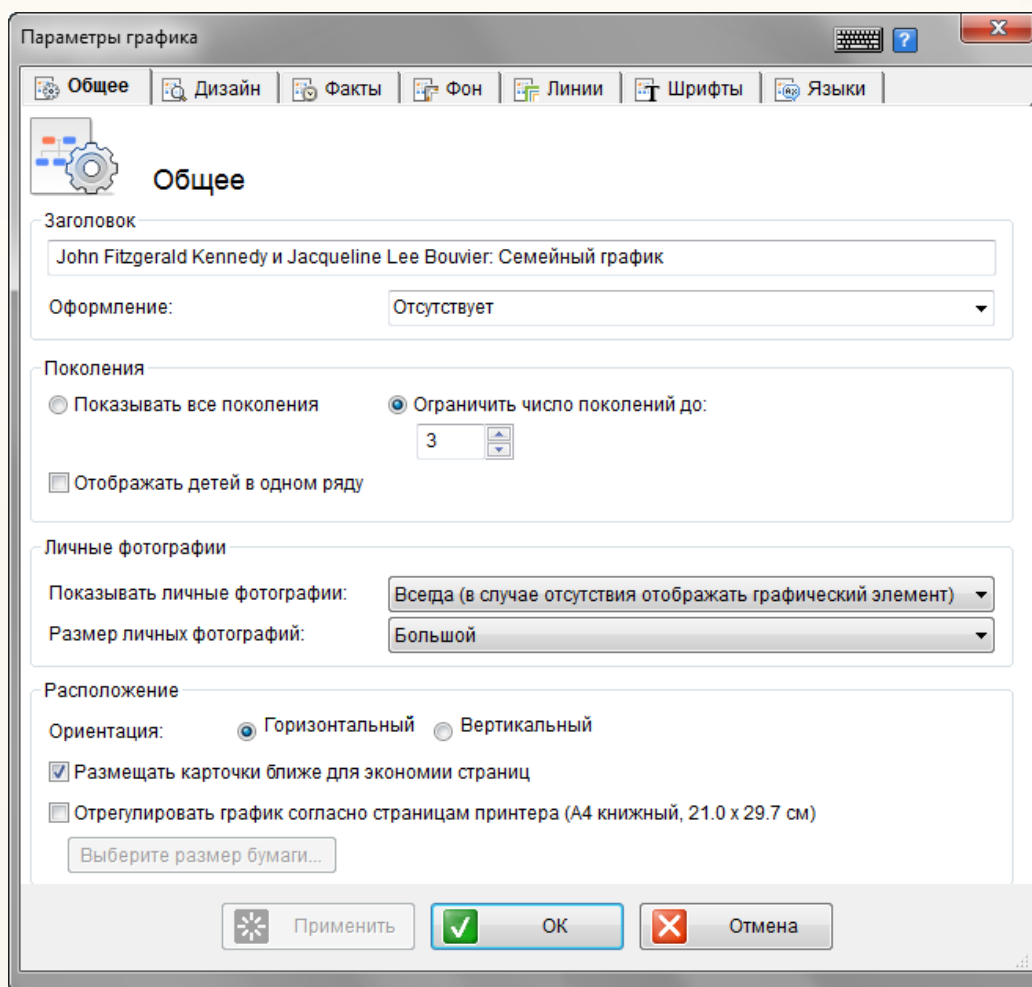 Параметры графика
?
Общее Дизайн Факты Фон Линии Шрифты Языки
Общее
Заголовок
John Fitzgerald Kennedy и Jacqueline Lee Bouvier: Семейный график
Оформление: Отсутствует
Поколения
Показывать все поколения Ограничить число поколений до:
3
Отображать детей в одном ряду
Личные фотографии
Показывать личные фотографии: Всегда (в случае отсутствия отображать графический элемент)
Размер личных фотографий: Большой
Расположение
Ориентация: Горизонтальный Вертикальный
Размещать карточки ближе для экономии страниц
Отрегулировать график согласно страницам принтера (A4 книжный, 21.0 x 29.7 см)
Выберите размер бумаги...
Применить ОК Отмена